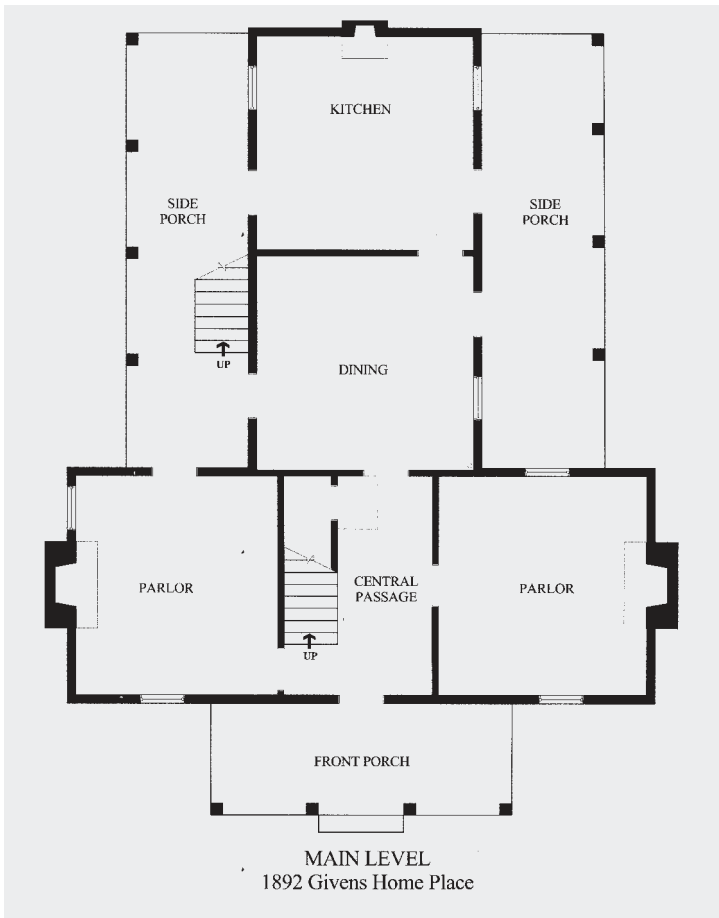 KITCHEN
SIDE
PORCH
SIDE
PORCH
UP
DINING
PARLOR
CENTRAL
PASSAGE
PARLOR
UP
FRONT PORCH
MAIN LEVEL
1892 Givens Home Place